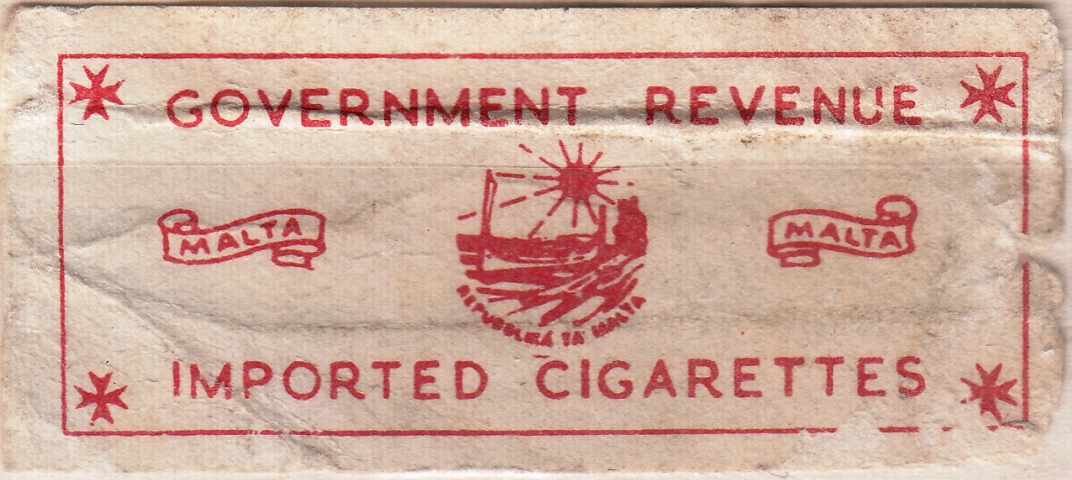 GOVERNMENT REVENUE
MALTA
MALTA
REPUBBLIKA TA MALTA
IMPORTED CIGARETTES